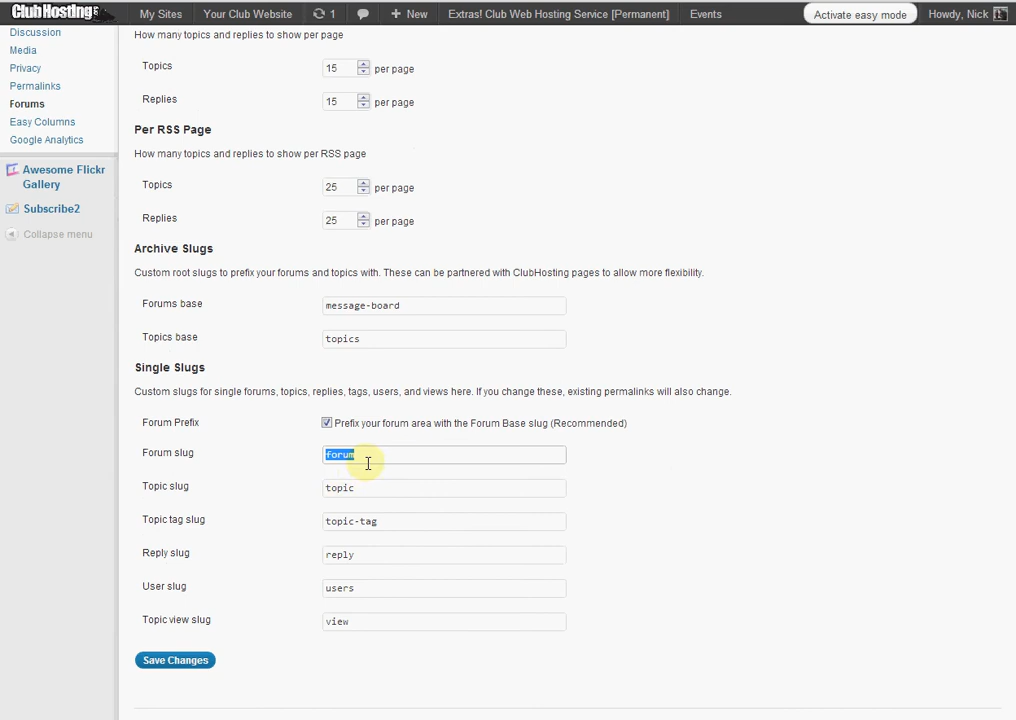 ClubHosting
My Sites
Your Club Website
1
New
Extras! Club Web Hosting Service [Permanent]
Events
Activate easy mode
Howdy, Nick
Discussion
Media
Privacy
Permalinks
Forums
Easy Columns
Google Analytics
Awesome Flickr
Gallery
Subscribe2
Collapse menu
How many topics and replies to show per page
Topics 15 per page
Replies 15 per page
Per RSS Page
How many topics and replies to show per RSS page
Topics 25 per page
Replies 25 per page
Archive Slugs
Custom root slugs to prefix your forums and topics with. These can be partnered with ClubHosting pages to allow more flexibility.
Forums base message-board
Topics base topics
Single Slugs
Custom slugs for single forums, topics, replies, tags, users, and views here. If you change these, existing permalinks will also change.
Forum Prefix Prefix your forum area with the Forum Base slug (Recommended)
Forum slug forum
Topic slug topic
Topic tag slug topic-tag
Reply slug reply
User slug users
Topic view slug view
Save Changes